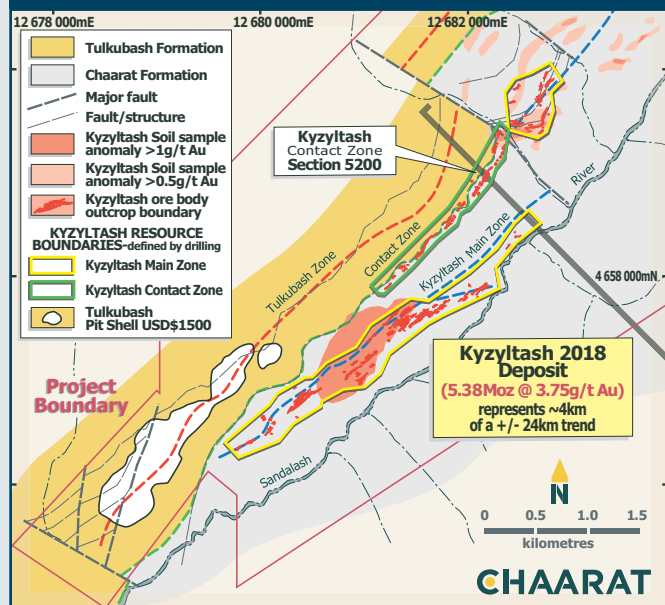 12 678 000mE
12 680 000mE
12 682 000mE
Tulkubash Formation
Chaarat Formation
Major fault
Fault/structure
Kyzyltash Soil sample
anomaly >1g/t Au
Kyzyltash Soil sample
anomaly >0.5g/t Au
Kyzyltash ore body
outcrop boundary
KYZYLTASH RESOURCE
BOUNDARIES-defined by drilling
Kyzyltash Main Zone
Kyzyltash Contact Zone
Tulkubash
Pit Shell USD$1500
Kyzyltash
Contact Zone
Section 5200
River
Contact Zone
Kyzyltash Main Zone
Tulkubash Zone
4 658 000mN
Kyzyltash 2018
Deposit
(5.38Moz @ 3.75g/t Au)
represents ~4km
of a +/- 24km trend
Project
Boundary
Sandalash
N
0 0.5 1.0 1.5
kilometres
CHAARAT